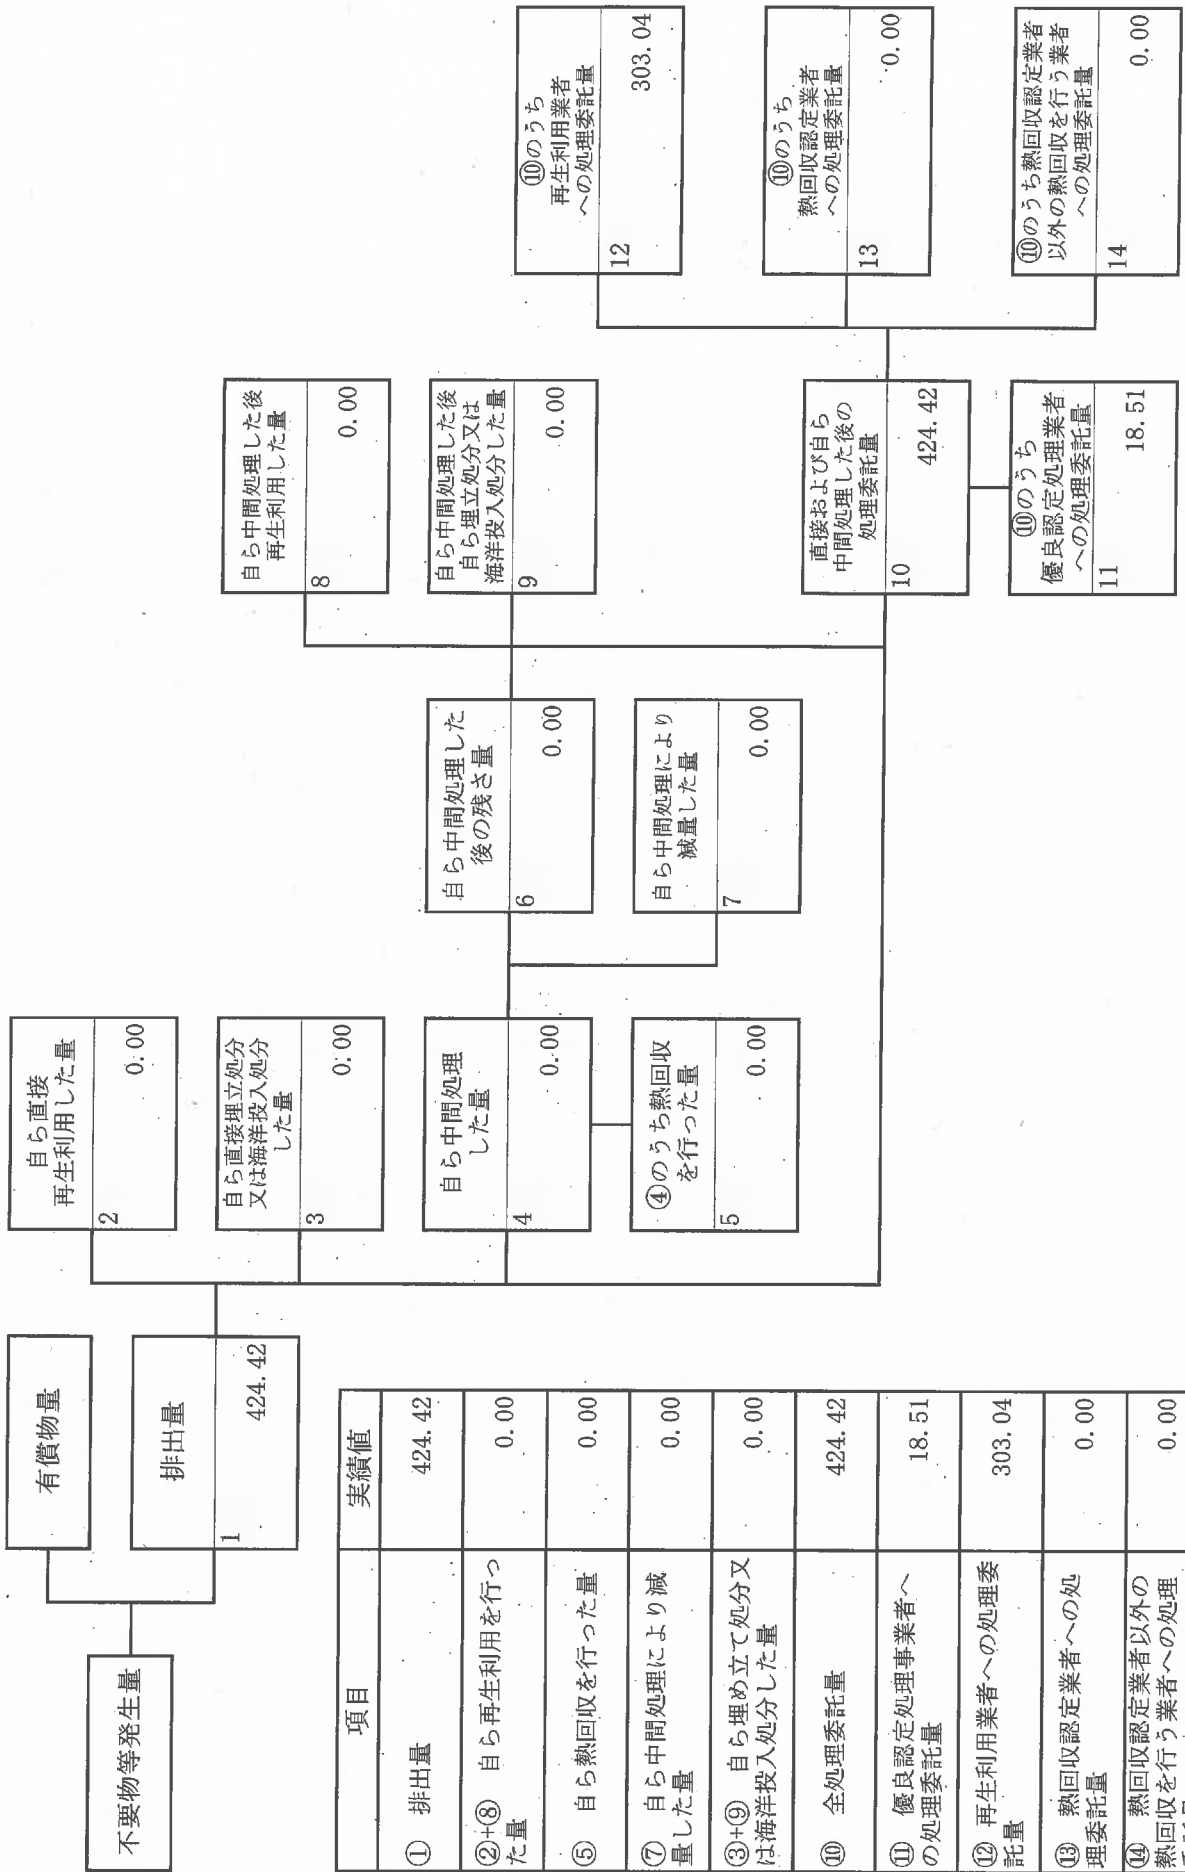 不要物等発生量
有償物量
排出量
1
424.42
自ら直接
再生利用した量
2
0.00
自ら直接埋立処分
又は海洋投入処分
した量
3
0.00
自ら中間処理
した量
4
0.00
④のうち熱回収
を行った量
5
0.00
自ら中間処理した
後の残さ量
6
0.00
自ら中間処理により
減量した量
7
0.00
自ら中間処理した後
再生利用した量
8
0.00
自ら中間処理した後
自ら埋立処分又は
海洋投入処分した量
9
0.00
直接および自ら
中間処理した後の
処理委託量
10
424.42
⑩のうち
優良認定処理業者
への処理委託量
11
18.51
⑩のうち
再生利用業者
への処理委託量
12
303.04
⑩のうち
熱回収認定業者
への処理委託量
13
0.00
⑩のうち熱回収認定業者
以外の熱回収を行う業者
への処理委託量
14
0.00
項目 実績値
① 排出量 424.42
②+⑧ 自ら再生利用を行っ
た量 0.00
⑤ 自ら熱回収を行った量 0.00
⑦ 自ら中間処理により減
量した量 0.00
③+⑨ 自ら埋め立て処分又
は海洋投入処分した量 0.00
⑩ 全処理委託量 424.42
⑪ 優良認定処理事業者へ
の処理委託量 18.51
⑫ 再生利用業者への処理委
託量 303.04
⑬ 熱回収認定業者への処
理委託量 0.00
⑭ 熱回収認定業者以外の
熱回収を行う業者への処理 0.00